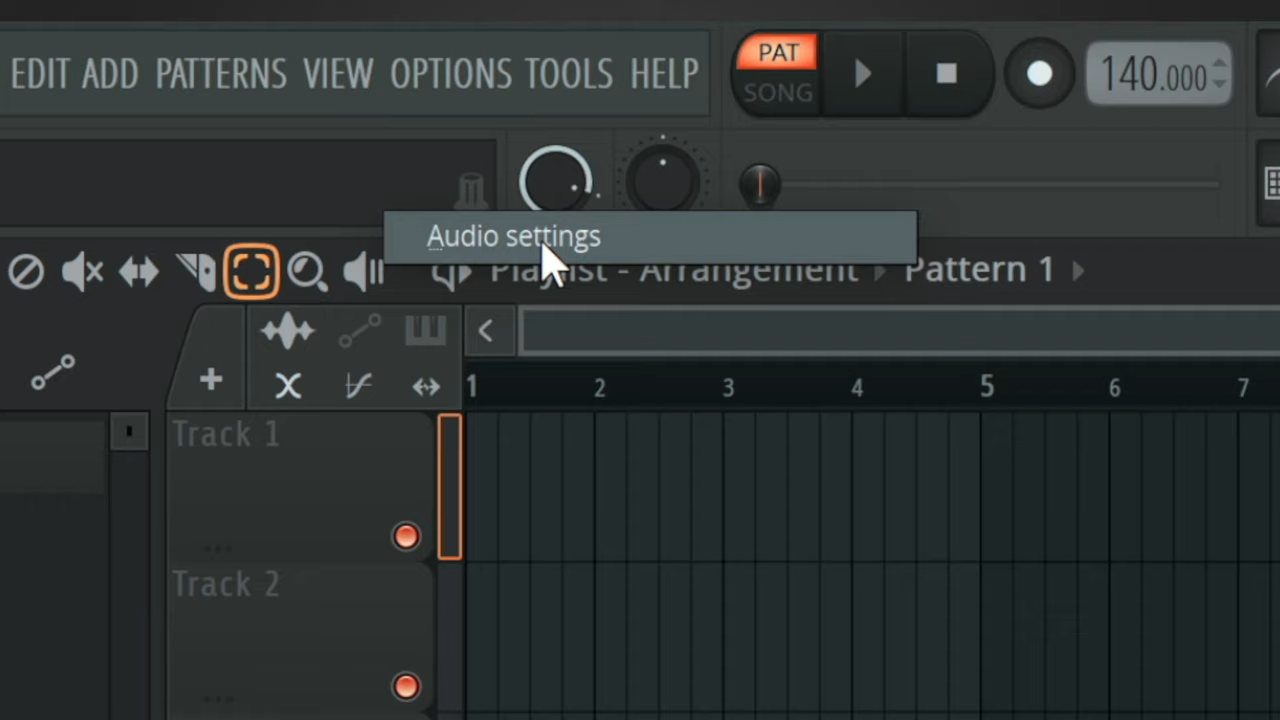 EDIT ADD PATTERNS VIEW OPTIONS TOOLS HELP
PAT
SONG
140.000
Audio settings
Playlist - Arrangement Pattern 1
1 2 3 4 5 6 7
Track 1
Track 2